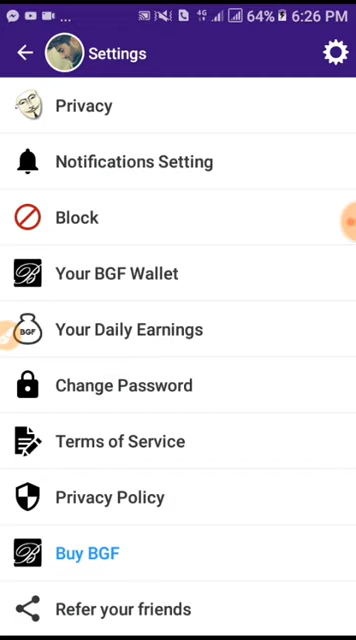 ... 4G 64% 6:26 PM
Settings
Privacy
Notifications Setting
Block
Your BGF Wallet
BGF Your Daily Earnings
Change Password
Terms of Service
Privacy Policy
Buy BGF
Refer your friends